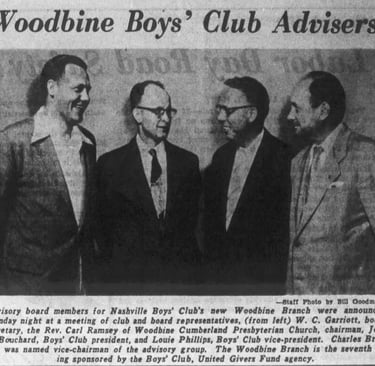 Woodbine Boys' Club Advisers
—Staff Photo by Bill Goodm
visory board members for Nashville Boys' Club's new Woodbine Branch were announc
nday night at a meeting of club and board representatives, (from left) W. C. Garriott, bo
retary, the Rev. Carl Ramsey of Woodbine Cumberland Presbyterian Church, chairman, J
Bouchard, Boys' Club president, and Louie Phillips, Boys' Club vice-president. Charles Br
was named vice-chairman of the advisory group. The Woodbine Branch is the seventh
ing sponsored by the Boys' Club, United Givers Fund agency.